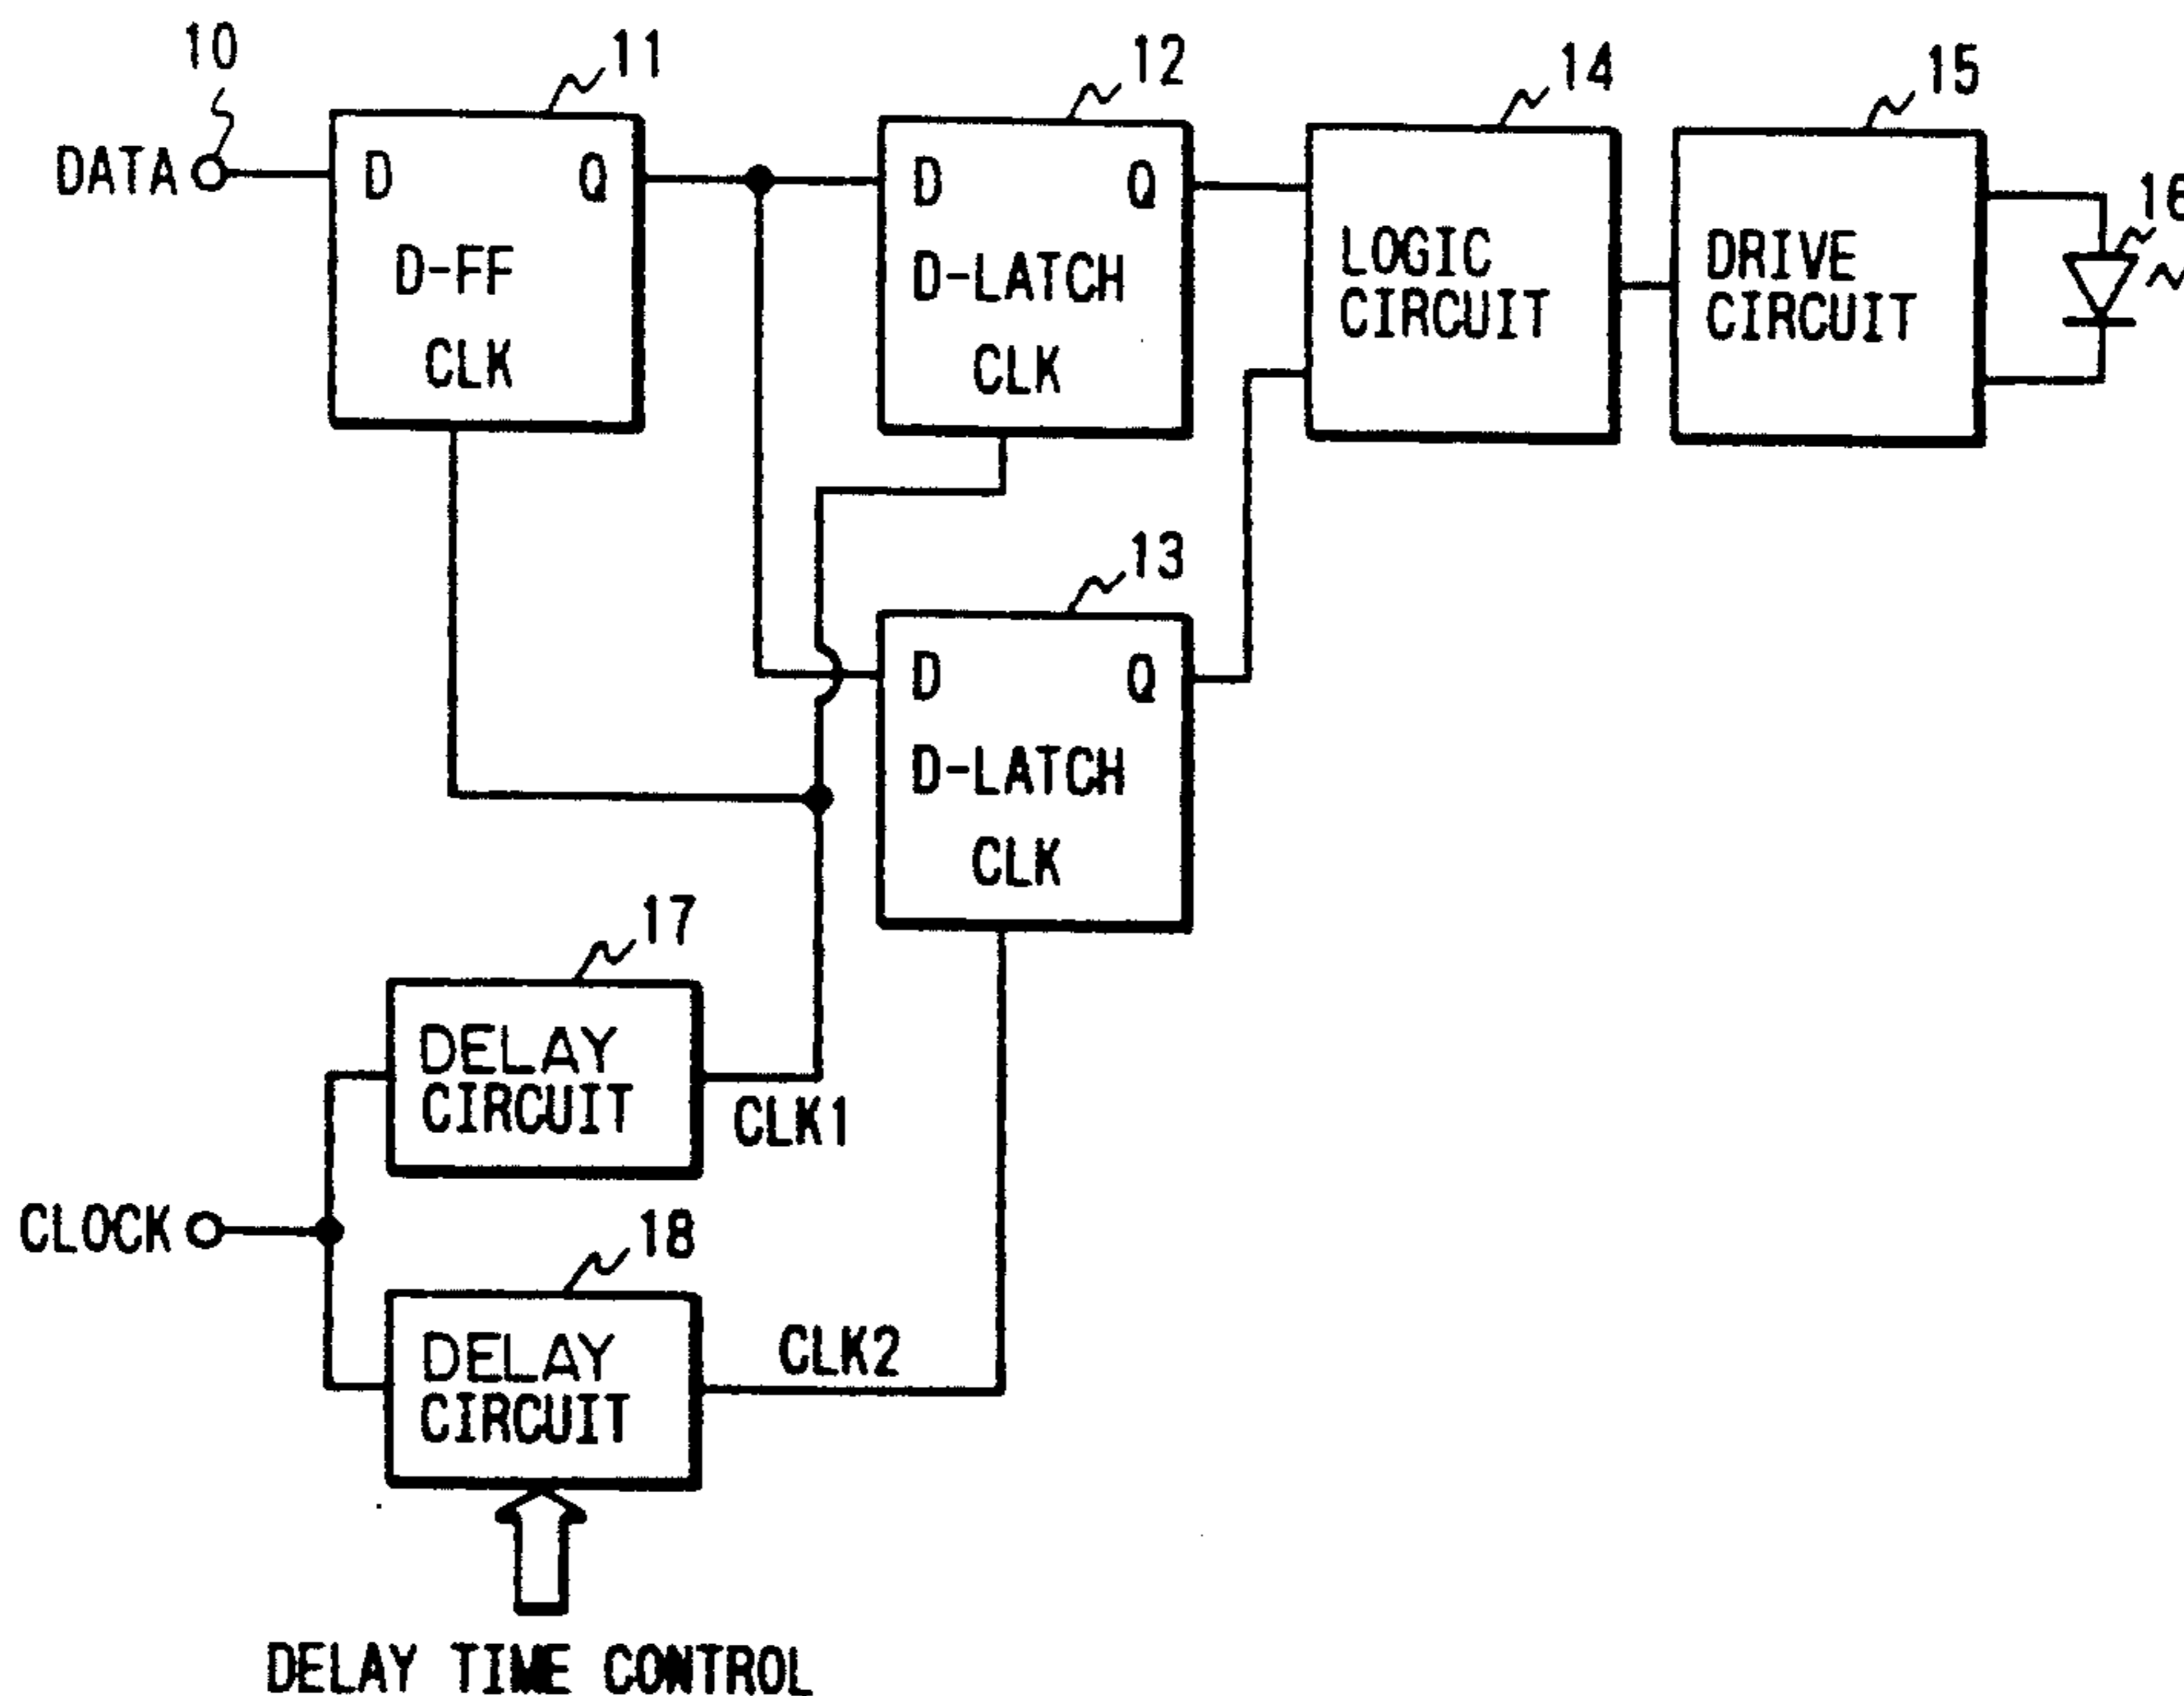 10
11
12
14
15
16
DATA
D
Q
D-FF
CLK
D
Q
D-LATCH
CLK
LOGIC
CIRCUIT
DRIVE
CIRCUIT
13
D
Q
D-LATCH
CLK
17
DELAY
CIRCUIT
CLK1
CLOCK
18
DELAY
CIRCUIT
CLK2
DELAY TIME CONTROL